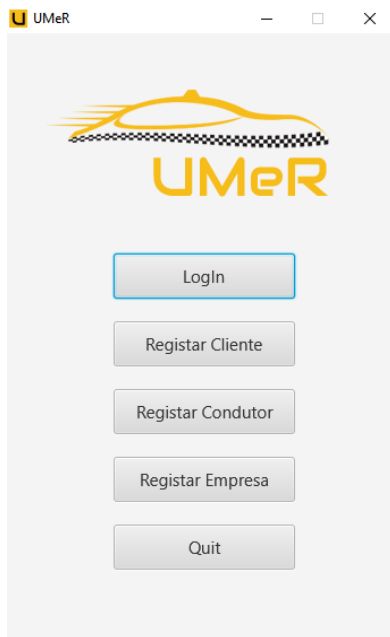 UMeR
UMeR
LogIn
Registar Cliente
Registar Condutor
Registar Empresa
Quit